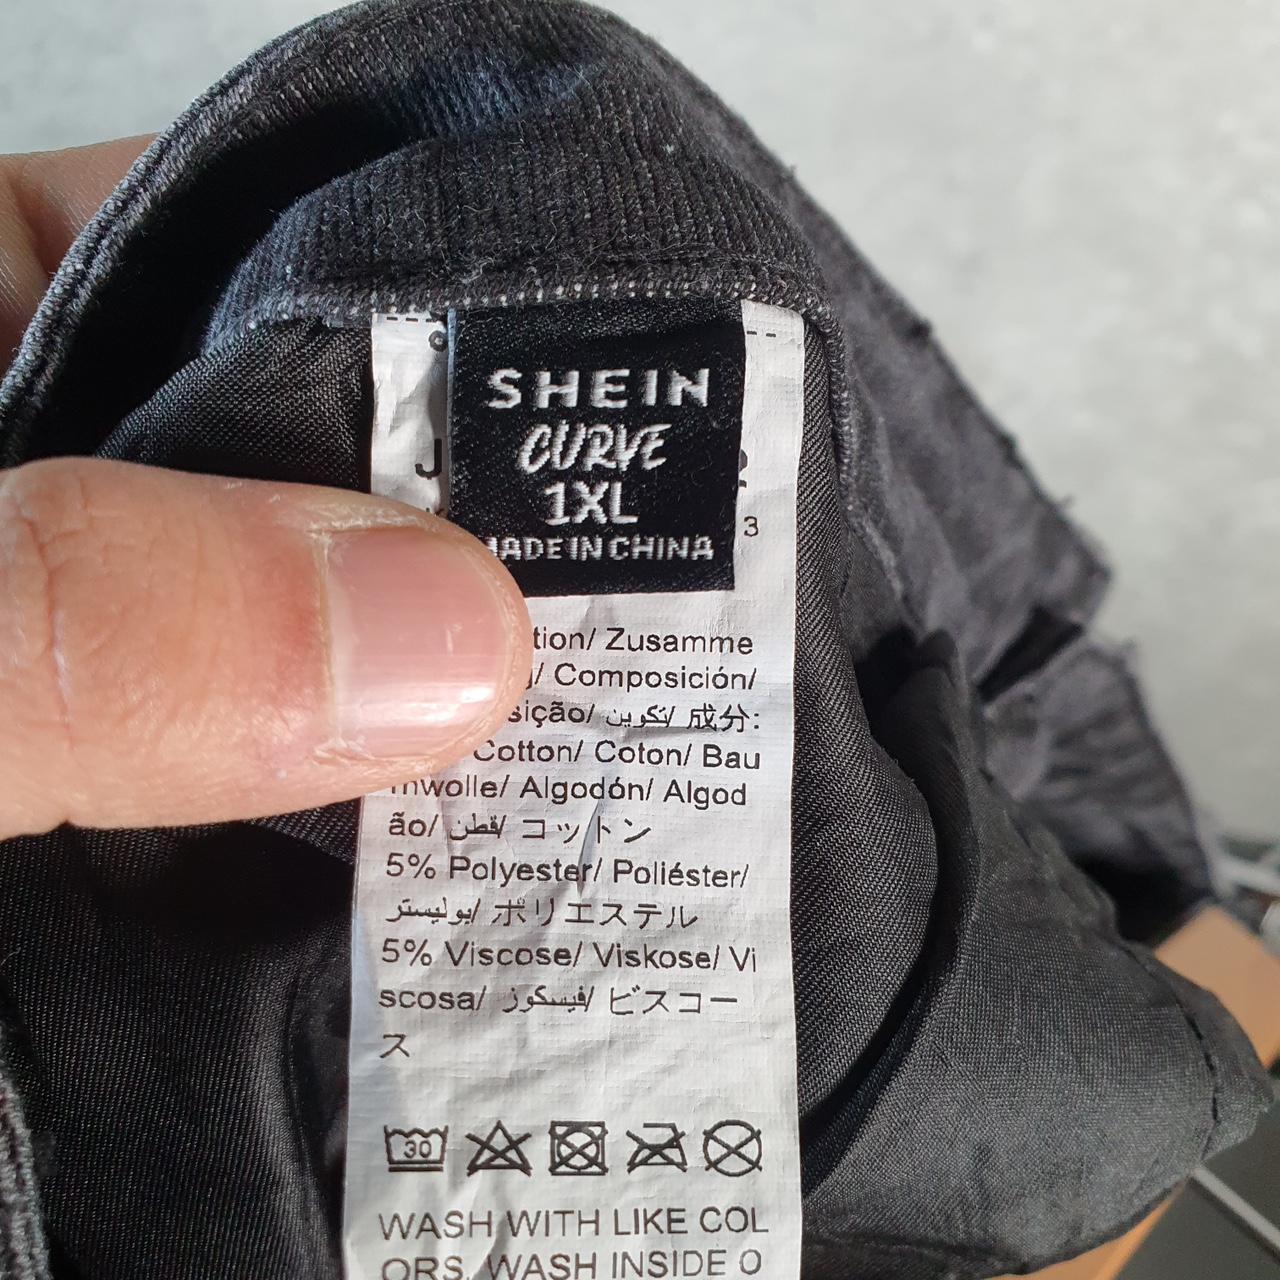 SHEIN
CURVE
1XL
MADE IN CHINA
J
3
tion/ Zusamme
/ Composición/
sição/ تكوين/ 成分:
Cotton/ Coton/ Bau
mwolle/ Algodón/ Algod
ão/ قطن/ コットン
5% Polyester/ Poliéster/
بوليستر/ ポリエステル
5% Viscose/ Viskose/ Vi
scosa/ فيسكوز/ ビスコー
ス
30
WASH WITH LIKE COL
ORS, WASH INSIDE O